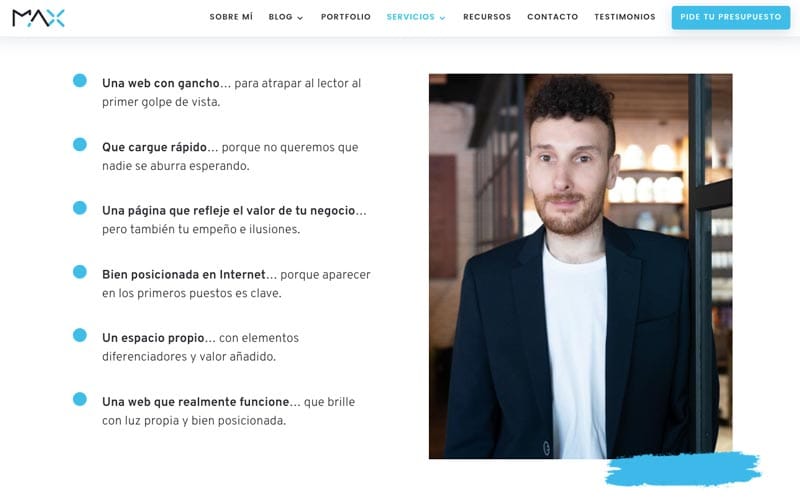 MAX
SOBRE MÍ
BLOG
PORTFOLIO
SERVICIOS
RECURSOS
CONTACTO
TESTIMONIOS
PIDE TU PRESUPUESTO
Una web con gancho… para atrapar al lector al
primer golpe de vista.
Que cargue rápido… porque no queremos que
nadie se aburra esperando.
Una página que refleje el valor de tu negocio…
pero también tu empeño e ilusiones.
Bien posicionada en Internet… porque aparecer
en los primeros puestos es clave.
Un espacio propio… con elementos
diferenciadores y valor añadido.
Una web que realmente funcione… que brille
con luz propia y bien posicionada.